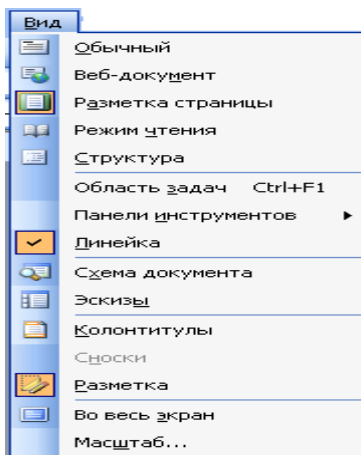 Вид
Обычный
Веб-документ
Разметка страницы
Режим чтения
Структура
Область задач Ctrl+F1
Панели инструментов
Линейка
Схема документа
Эскизы
Колонтитулы
Сноски
Разметка
Во весь экран
Масштаб...